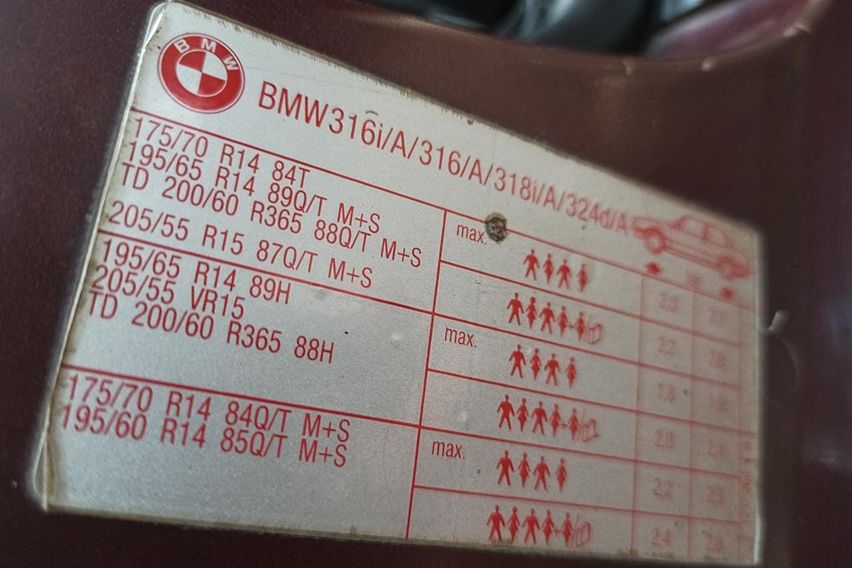 BMW
BMW316i/A/316/A/318i/A/324d/A
175/70 R14 84T
195/65 R14 89Q/T M+S
TD 200/60 R365 88Q/T M+S
205/55 R15 87Q/T M+S
max.
2,2
195/65 R14 89H
205/55 VR15
TD 200/60 R365 88H
max.
2,0
175/70 R14 84Q/T M+S
195/60 R14 85Q/T M+S
max.
2,2
2,4